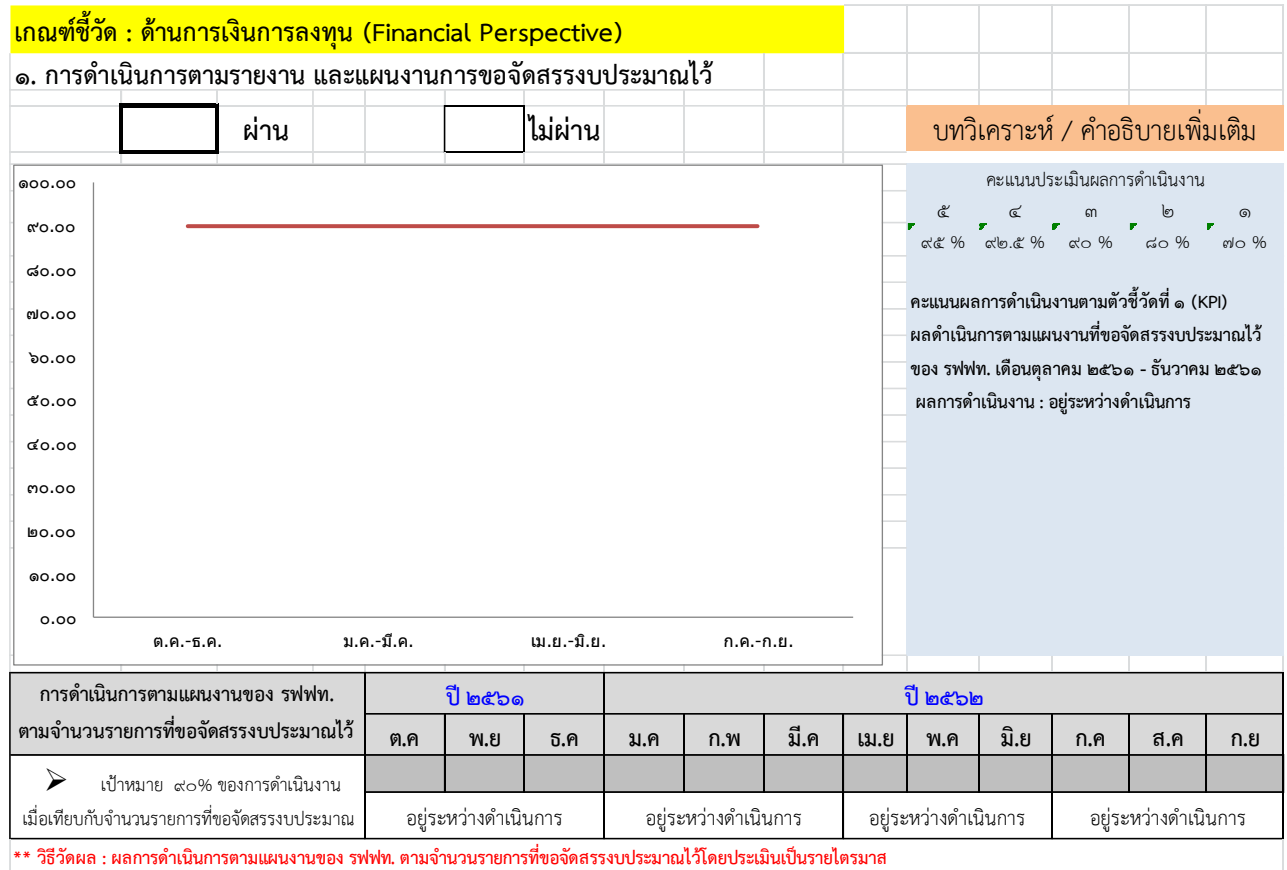 เกณฑ์ชี้วัด : ด้านการเงินการลงทุน (Financial Perspective)
๑. การดำเนินการตามรายงาน และแผนงานการขอจัดสรรงบประมาณไว้
ผ่าน ไม่ผ่าน
บทวิเคราะห์ / คำอธิบายเพิ่มเติม
๑๐๐.๐๐
๙๐.๐๐
๘๐.๐๐
๗๐.๐๐
๖๐.๐๐
๕๐.๐๐
๔๐.๐๐
๓๐.๐๐
๒๐.๐๐
๑๐.๐๐
๐.๐๐
ต.ค.-ธ.ค. ม.ค.-มี.ค. เม.ย.-มิ.ย. ก.ค.-ก.ย.
คะแนนประเมินผลการดำเนินงาน
๕ ๔ ๓ ๒ ๑
๙๕ % ๙๒.๕ % ๙๐ % ๘๐ % ๗๐ %
คะแนนผลการดำเนินงานตามตัวชี้วัดที่ ๑ (KPI)
ผลดำเนินการตามแผนงานที่ขอจัดสรรงบประมาณไว้
ของ รฟฟท. เดือนตุลาคม ๒๕๖๑ - ธันวาคม ๒๕๖๑
ผลการดำเนินงาน : อยู่ระหว่างดำเนินการ
การดำเนินการตามแผนงานของ รฟฟท.
ตามจำนวนรายการที่ขอจัดสรรงบประมาณไว้
ปี ๒๕๖๑ ปี ๒๕๖๒
ต.ค พ.ย ธ.ค ม.ค ก.พ มี.ค เม.ย พ.ค มิ.ย ก.ค ส.ค ก.ย
➢ เป้าหมาย ๙๐% ของการดำเนินงาน
เมื่อเทียบกับจำนวนรายการที่ขอจัดสรรงบประมาณ
อยู่ระหว่างดำเนินการ อยู่ระหว่างดำเนินการ อยู่ระหว่างดำเนินการ อยู่ระหว่างดำเนินการ
** วิธีวัดผล : ผลการดำเนินการตามแผนงานของ รฟฟท. ตามจำนวนรายการที่ขอจัดสรรงบประมาณไว้โดยประเมินเป็นรายไตรมาส